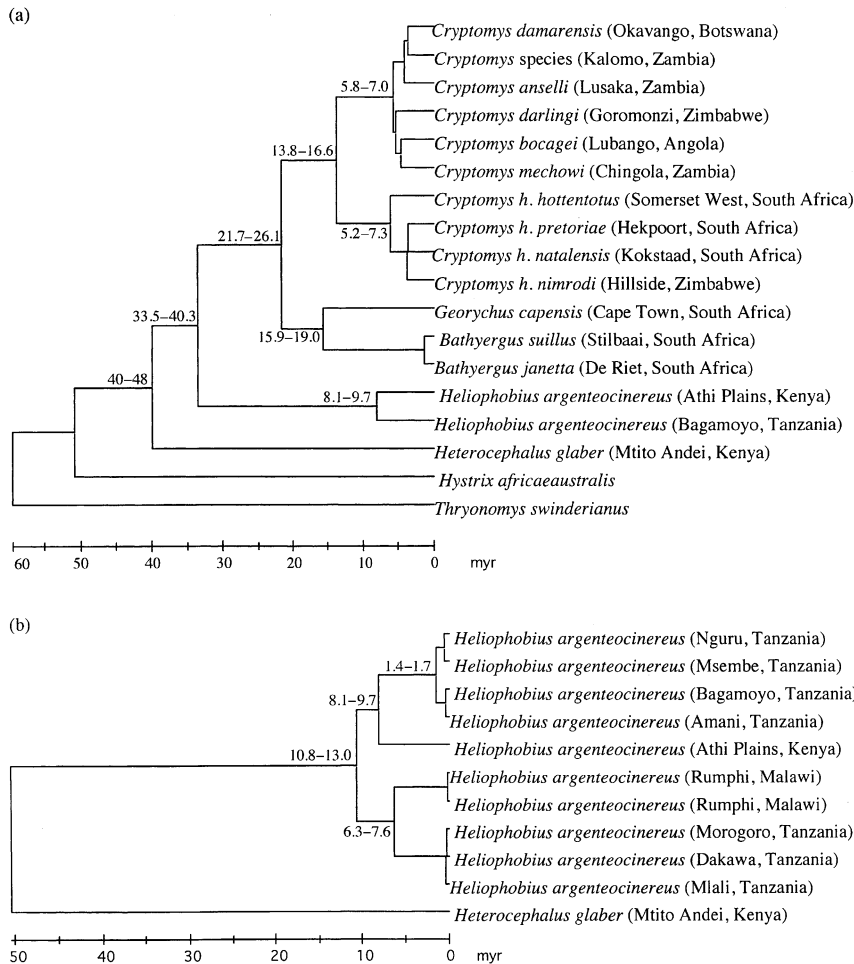 (a)
Cryptomys damarensis (Okavango, Botswana)
Cryptomys species (Kalomo, Zambia)
Cryptomys anselli (Lusaka, Zambia)
5.8–7.0
Cryptomys darlingi (Goromonzi, Zimbabwe)
Cryptomys bocagei (Lubango, Angola)
13.8–16.6
Cryptomys mechowi (Chingola, Zambia)
Cryptomys h. hottentotus (Somerset West, South Africa)
Cryptomys h. pretoriae (Hekpoort, South Africa)
21.7–26.1
5.2–7.3
Cryptomys h. natalensis (Kokstaad, South Africa)
Cryptomys h. nimrodi (Hillside, Zimbabwe)
Georychus capensis (Cape Town, South Africa)
33.5–40.3
15.9–19.0
Bathyergus suillus (Stilbaai, South Africa)
Bathyergus janetta (De Riet, South Africa)
40–48
8.1–9.7
Heliophobius argenteocinereus (Athi Plains, Kenya)
Heliophobius argenteocinereus (Bagamoyo, Tanzania)
Heterocephalus glaber (Mtito Andei, Kenya)
Hystrix africaeaustralis
Thryonomys swinderianus
60 50 40 30 20 10 0 myr
(b)
Heliophobius argenteocinereus (Nguru, Tanzania)
1.4–1.7
Heliophobius argenteocinereus (Msembe, Tanzania)
8.1–9.7
Heliophobius argenteocinereus (Bagamoyo, Tanzania)
Heliophobius argenteocinereus (Amani, Tanzania)
10.8–13.0
Heliophobius argenteocinereus (Athi Plains, Kenya)
Heliophobius argenteocinereus (Rumphi, Malawi)
Heliophobius argenteocinereus (Rumphi, Malawi)
6.3–7.6
Heliophobius argenteocinereus (Morogoro, Tanzania)
Heliophobius argenteocinereus (Dakawa, Tanzania)
Heliophobius argenteocinereus (Mlali, Tanzania)
Heterocephalus glaber (Mtito Andei, Kenya)
50 40 30 20 10 0 myr